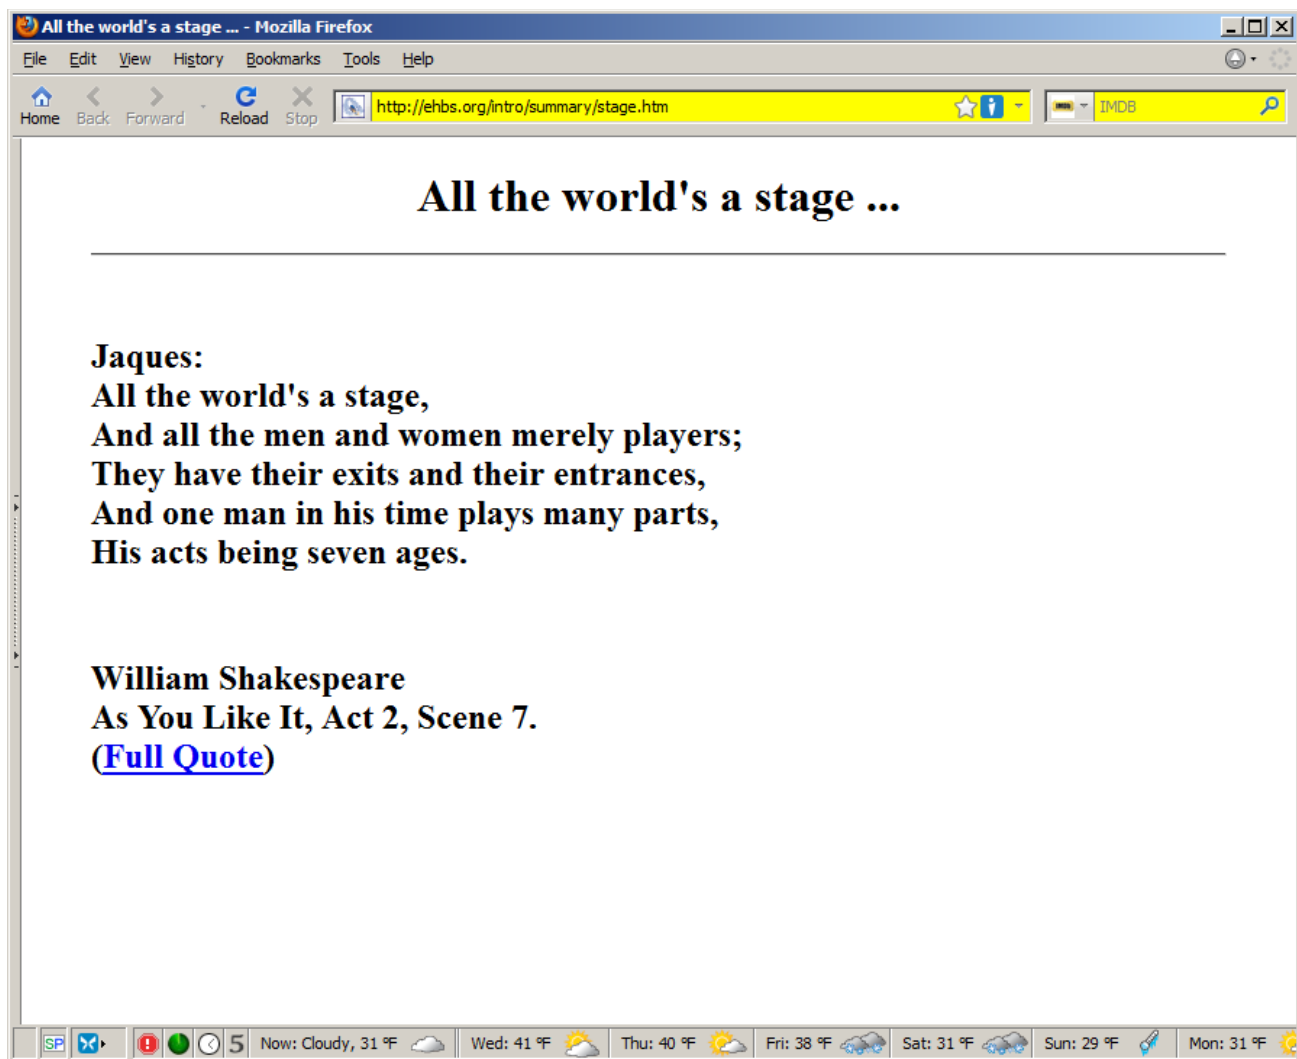 All the world's a stage ... - Mozilla Firefox
File Edit View History Bookmarks Tools Help
Home Back Forward Reload Stop http://ehbs.org/intro/summary/stage.htm IMDB
All the world's a stage ...
Jaques:
All the world's a stage,
And all the men and women merely players;
They have their exits and their entrances,
And one man in his time plays many parts,
His acts being seven ages.
William Shakespeare
As You Like It, Act 2, Scene 7.
(Full Quote)
SP 5 Now: Cloudy, 31 °F Wed: 41 °F Thu: 40 °F Fri: 38 °F Sat: 31 °F Sun: 29 °F Mon: 31 °F